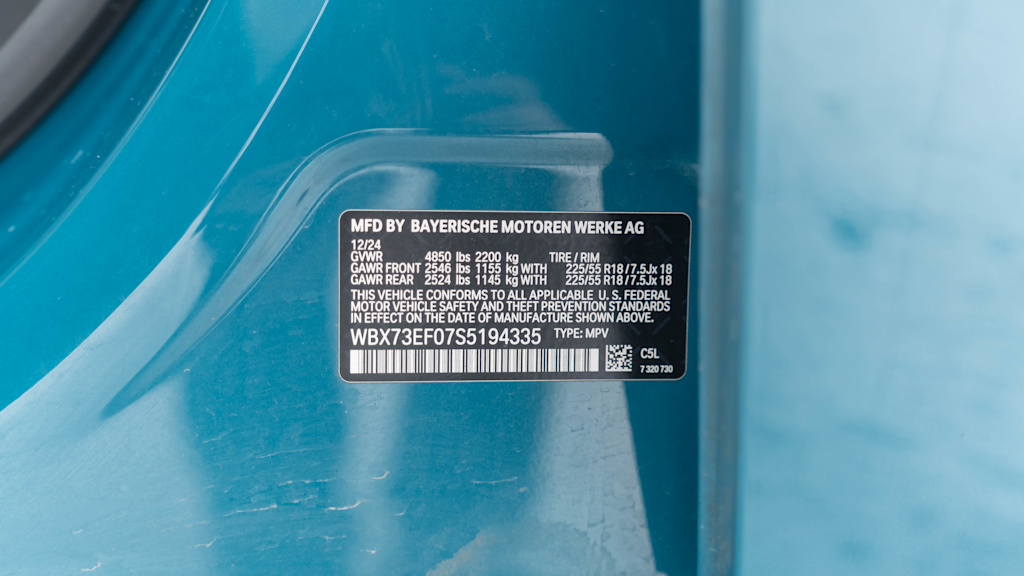 MFD BY BAYERISCHE MOTOREN WERKE AG
12/24
GVWR 4850 lbs 2200 kg TIRE / RIM
GAWR FRONT 2546 lbs 1155 kg WITH 225/55 R18 / 7.5Jx 18
GAWR REAR 2524 lbs 1145 kg WITH 225/55 R18 / 7.5Jx 18
THIS VEHICLE CONFORMS TO ALL APPLICABLE U. S. FEDERAL
MOTOR VEHICLE SAFETY AND THEFT PREVENTION STANDARDS
IN EFFECT ON THE DATE OF MANUFACTURE SHOWN ABOVE.
WBX73EF07S5194335 TYPE: MPV
C5L
7 320 730